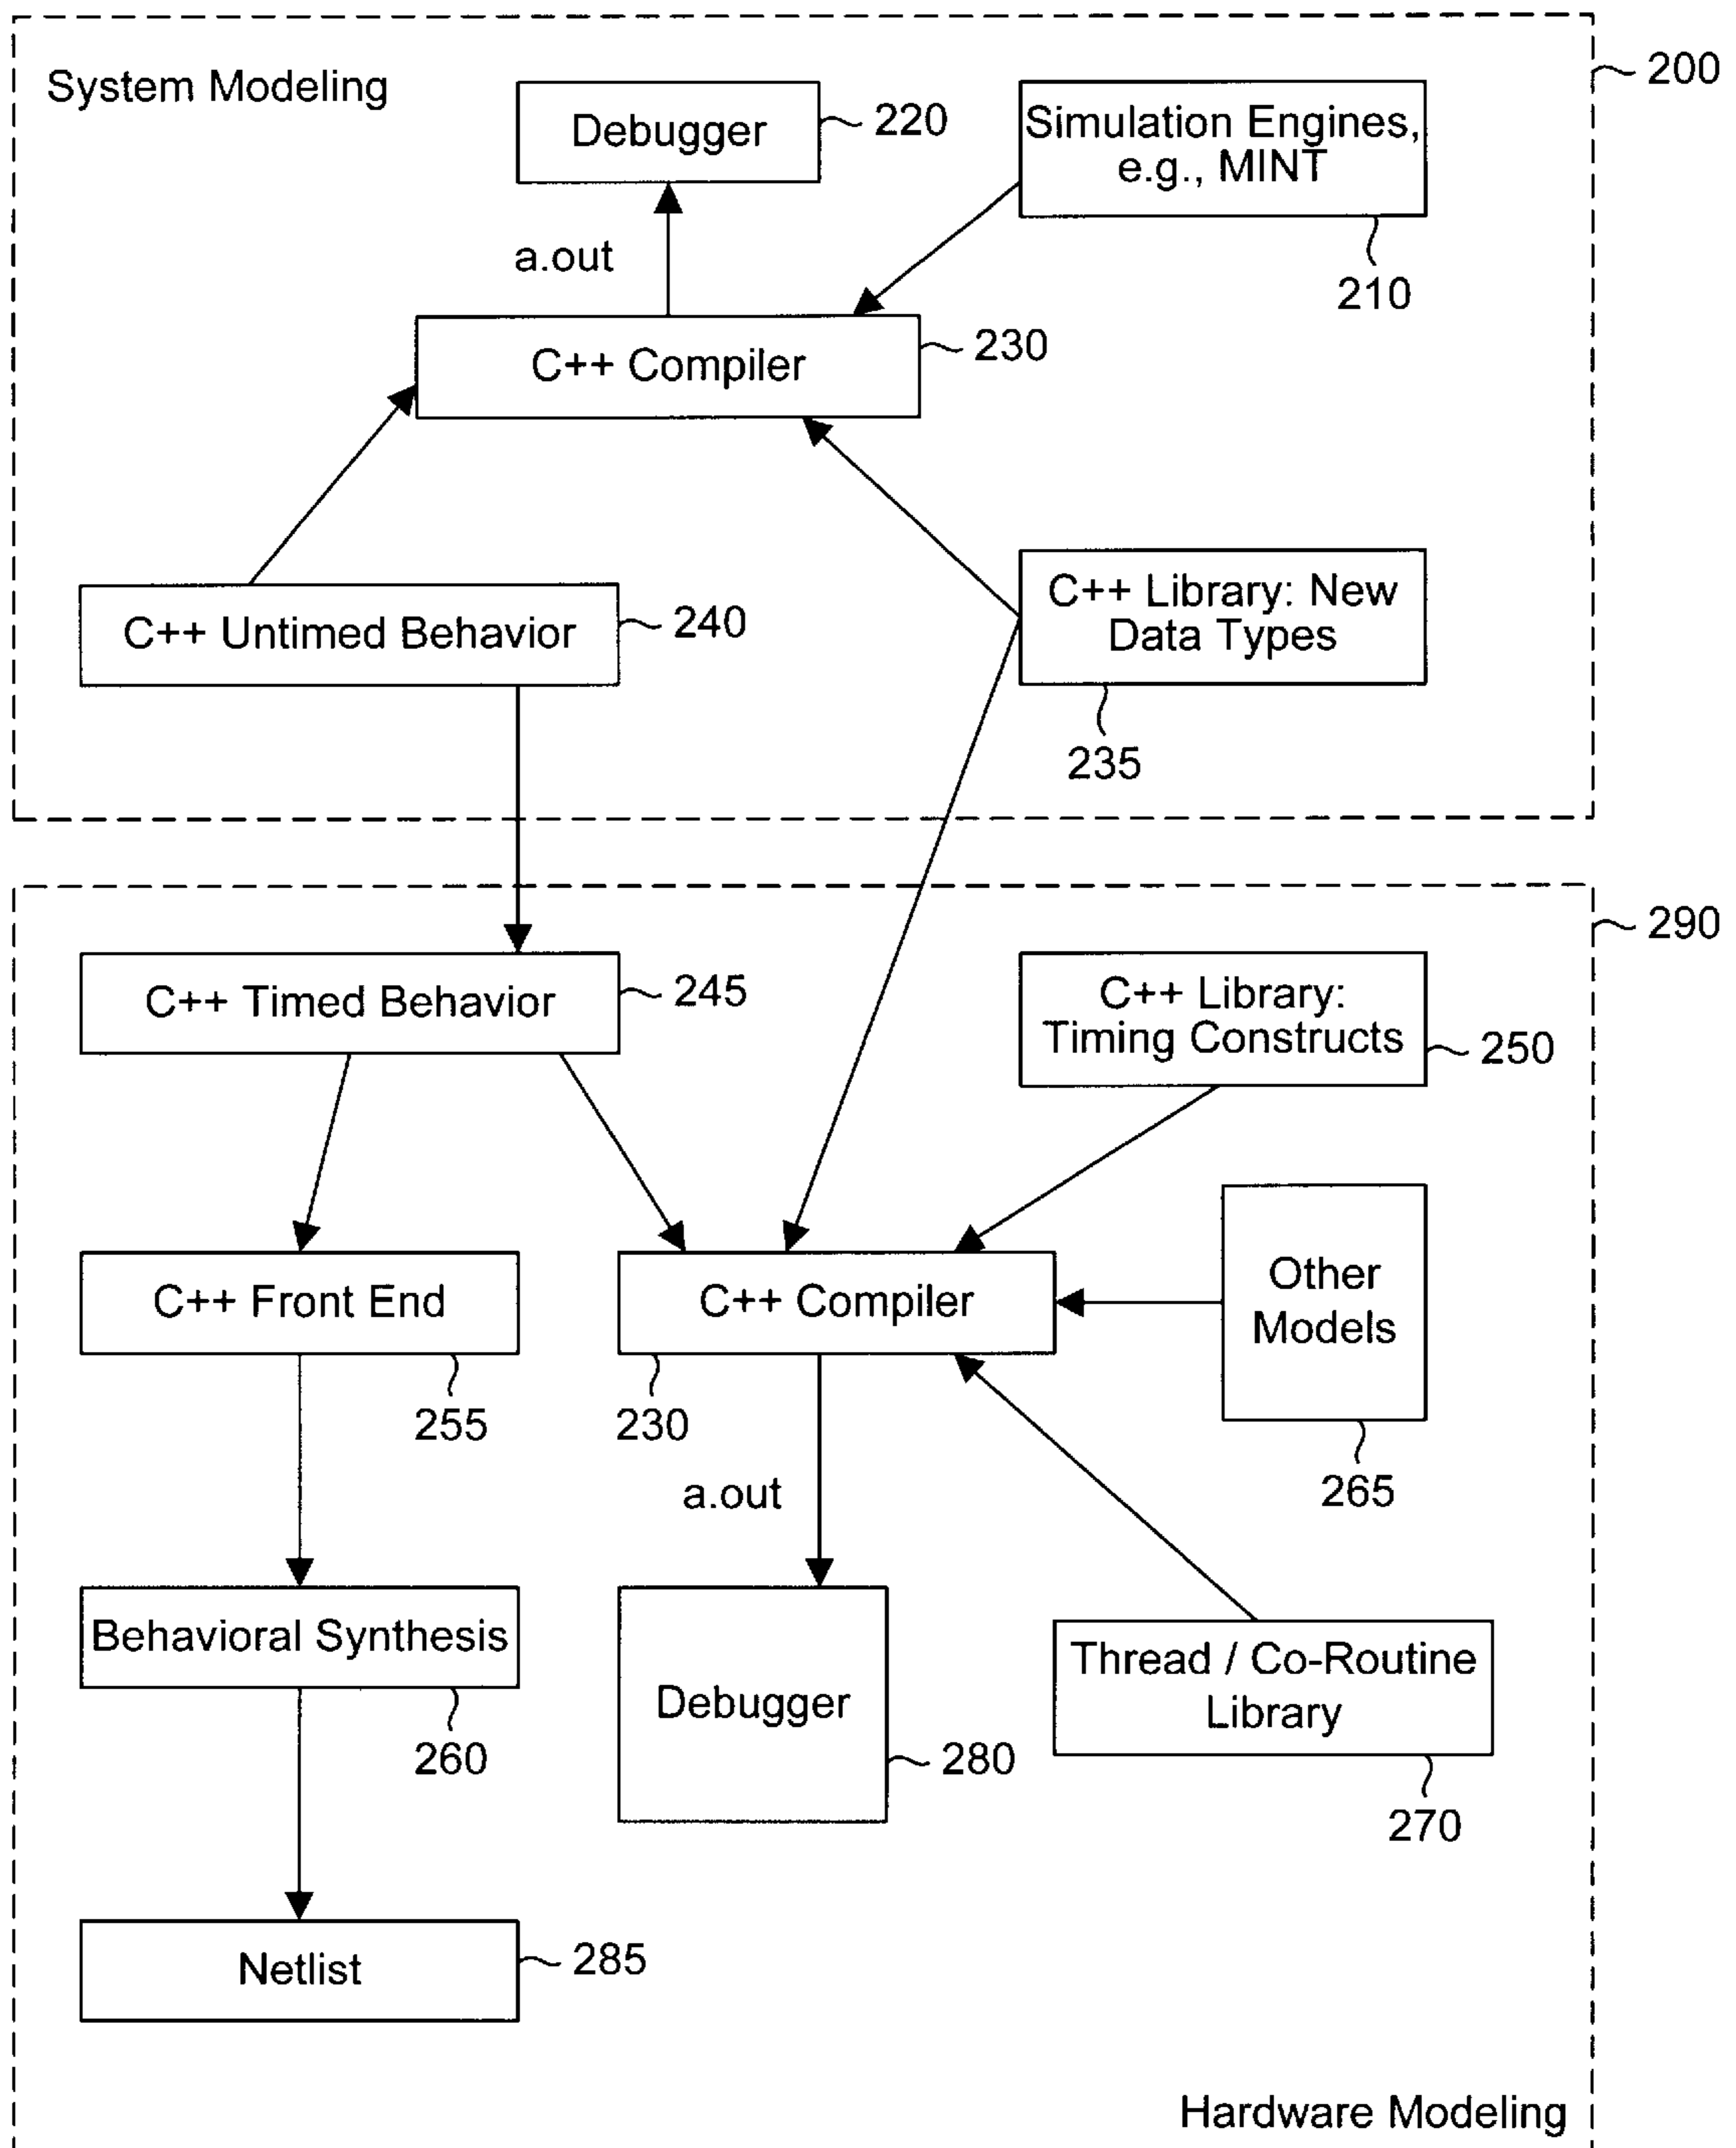 System Modeling
200
Debugger
220
Simulation Engines,
e.g., MINT
210
a.out
C++ Compiler
230
C++ Untimed Behavior
240
C++ Library: New
Data Types
235
290
C++ Timed Behavior
245
C++ Library:
Timing Constructs
250
C++ Front End
255
C++ Compiler
230
Other
Models
265
a.out
Behavioral Synthesis
260
Debugger
280
Thread / Co-Routine
Library
270
Netlist
285
Hardware Modeling